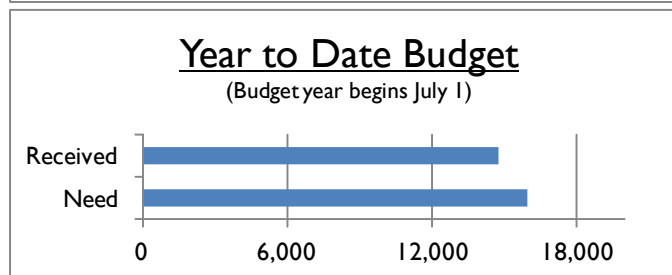 Year to Date Budget
(Budget year begins July 1)
Received
Need
0 6,000 12,000 18,000